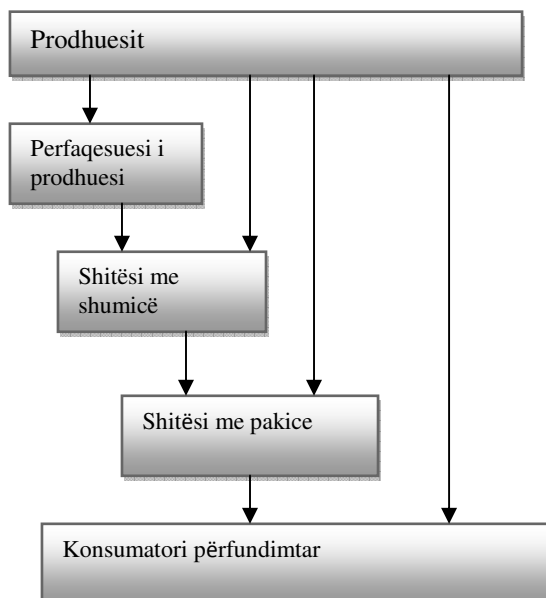 Prodhuesit
Perfaqesuesi i
prodhuesi
Shitësi me
shumicë
Shitësi me pakice
Konsumatori përfundimtar